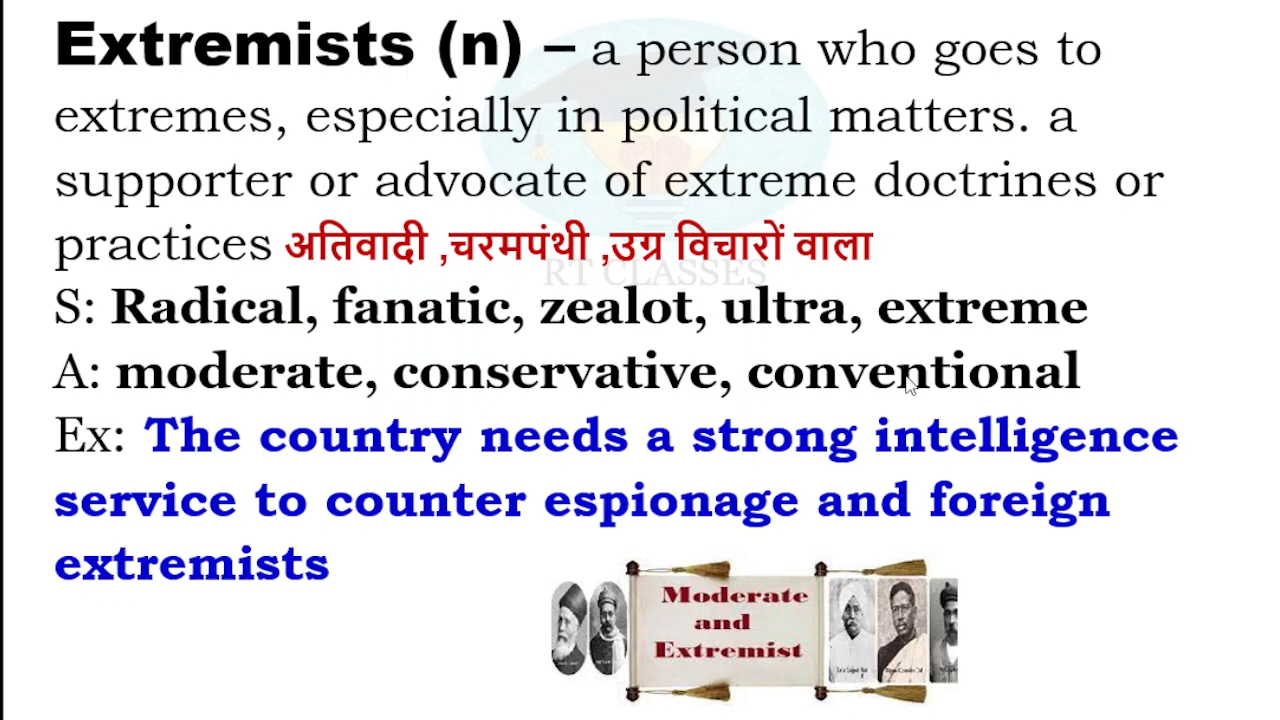 Extremists (n) – a person who goes to
extremes, especially in political matters. a
supporter or advocate of extreme doctrines or
practices अतिवादी ,चरमपंथी ,उग्र विचारों वाला
RT CLASSES
S: Radical, fanatic, zealot, ultra, extreme
A: moderate, conservative, conventional
Ex: The country needs a strong intelligence
service to counter espionage and foreign
extremists
Moderate
and
Extremist